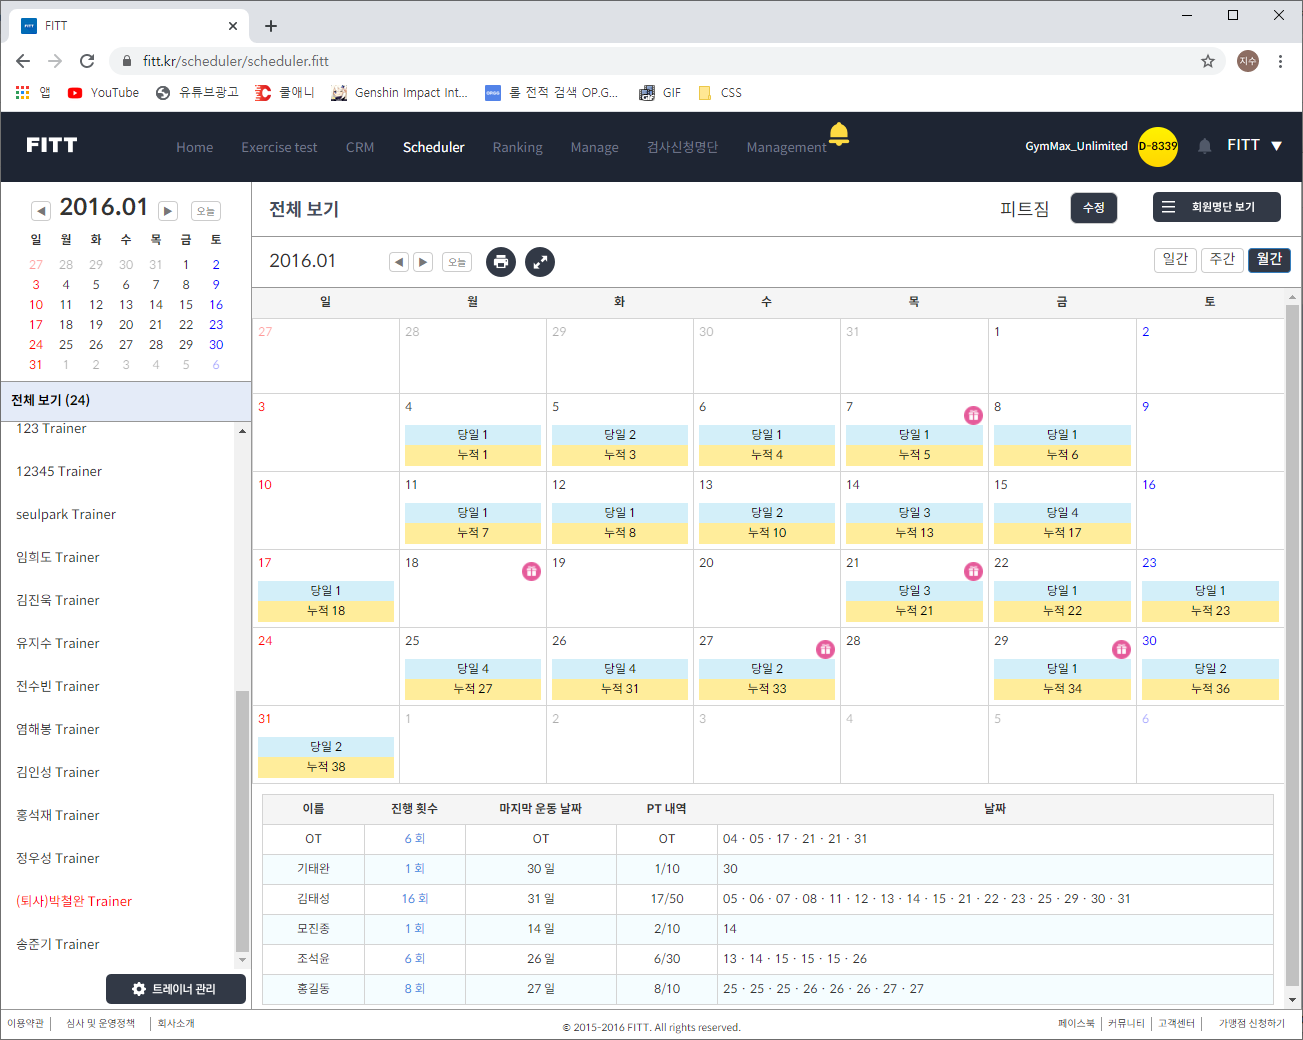 FITT
fitt.kr/scheduler/scheduler.fitt
지수
앱 YouTube 유튜브광고 쿨애니 Genshin Impact Int... 롤 전적 검색 OP.G... GIF CSS
FITT Home Exercise test CRM Scheduler Ranking Manage 검사신청명단 Management GymMax_Unlimited D-8339 FITT ▼
◀ 2016.01 ▶ 오늘
일 월 화 수 목 금 토
27 28 29 30 31 1 2
3 4 5 6 7 8 9
10 11 12 13 14 15 16
17 18 19 20 21 22 23
24 25 26 27 28 29 30
31 1 2 3 4 5 6
전체 보기 (24)
123 Trainer
12345 Trainer
seulpark Trainer
임희도 Trainer
김진욱 Trainer
유지수 Trainer
전수빈 Trainer
염해봉 Trainer
김인성 Trainer
홍석재 Trainer
정우성 Trainer
(퇴사)박철완 Trainer
송준기 Trainer
트레이너 관리
전체 보기 피트짐 수정 회원명단 보기
2016.01 ◀ ▶ 오늘 일간 주간 월간
일 월 화 수 목 금 토
27 28 29 30 31 1 2
3 4 5 6 7 8 9
당일 1 당일 2 당일 1 당일 1 당일 1
누적 1 누적 3 누적 4 누적 5 누적 6
10 11 12 13 14 15 16
당일 1 당일 1 당일 2 당일 3 당일 4
누적 7 누적 8 누적 10 누적 13 누적 17
17 18 19 20 21 22 23
당일 1 당일 3 당일 1 당일 1
누적 18 누적 21 누적 22 누적 23
24 25 26 27 28 29 30
당일 4 당일 4 당일 2 당일 1 당일 2
누적 27 누적 31 누적 33 누적 34 누적 36
31 1 2 3 4 5 6
당일 2
누적 38
이름 진행 횟수 마지막 운동 날짜 PT 내역 날짜
OT 6 회 OT OT 04 · 05 · 17 · 21 · 21 · 31
기태완 1 회 30 일 1/10 30
김태성 16 회 31 일 17/50 05 · 06 · 07 · 08 · 11 · 12 · 13 · 14 · 15 · 21 · 22 · 23 · 25 · 29 · 30 · 31
모진종 1 회 14 일 2/10 14
조석윤 6 회 26 일 6/30 13 · 14 · 15 · 15 · 15 · 26
홍길동 8 회 27 일 8/10 25 · 25 · 25 · 26 · 26 · 26 · 27 · 27
이용약관 심사 및 운영정책 회사소개 © 2015-2016 FITT. All rights reserved. 페이스북 커뮤니티 고객센터 가맹점 신청하기